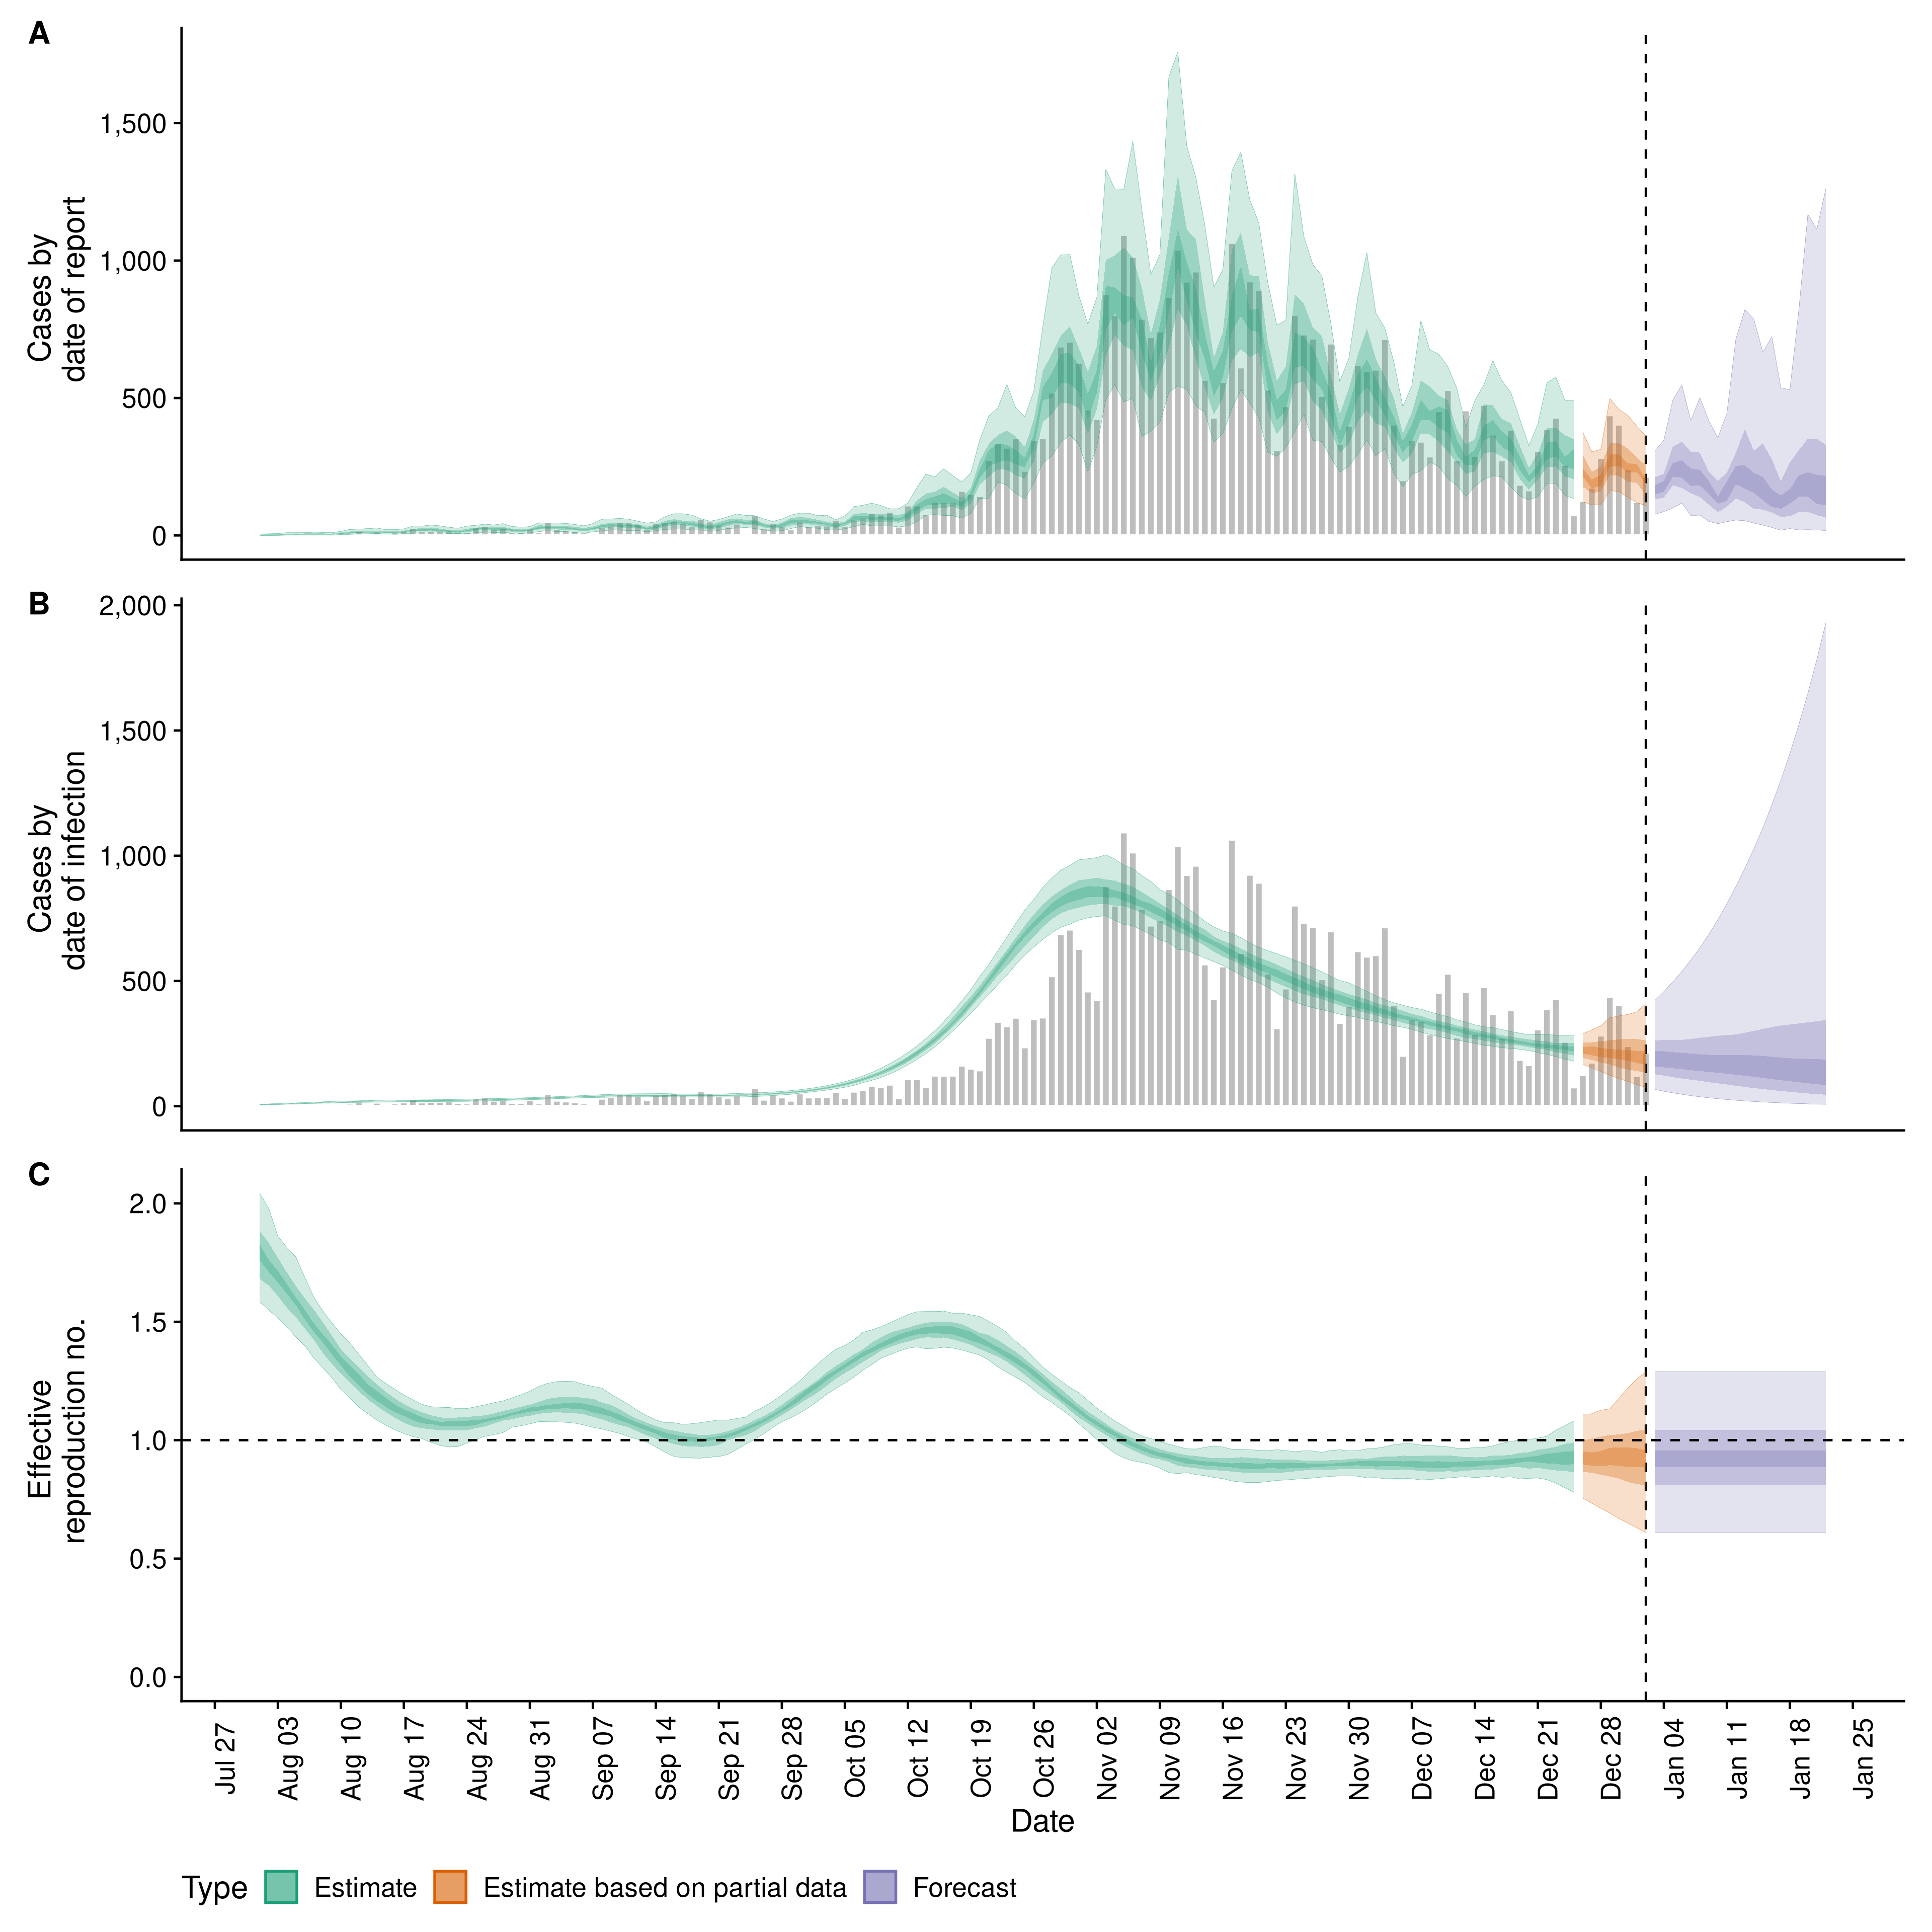 A
Cases by
date of report
1,500
1,000
500
0
B
Cases by
date of infection
2,000
1,500
1,000
500
0
C
Effective
reproduction no.
2.0
1.5
1.0
0.5
0.0
Jul 27
Aug 03
Aug 10
Aug 17
Aug 24
Aug 31
Sep 07
Sep 14
Sep 21
Sep 28
Oct 05
Oct 12
Oct 19
Oct 26
Nov 02
Nov 09
Nov 16
Nov 23
Nov 30
Dec 07
Dec 14
Dec 21
Dec 28
Jan 04
Jan 11
Jan 18
Jan 25
Date
Type Estimate Estimate based on partial data Forecast